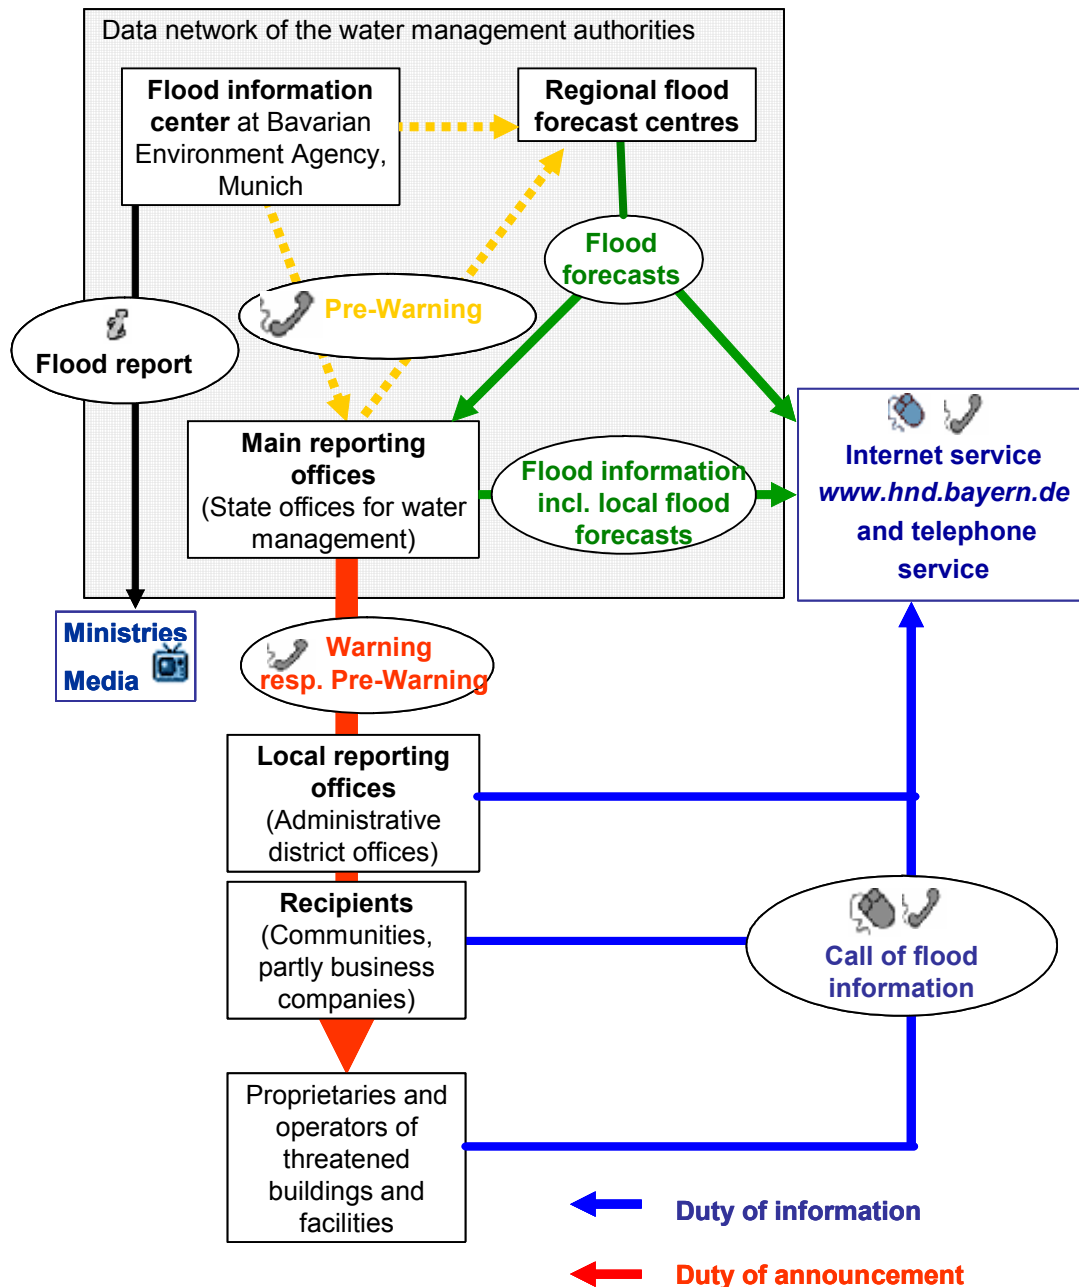 Data network of the water management authorities
Flood information
center at Bavarian
Environment Agency,
Munich
Regional flood
forecast centres
Flood
forecasts
Pre-Warning
Flood report
Main reporting
offices
(State offices for water
management)
Flood information
incl. local flood
forecasts
Internet service
www.hnd.bayern.de
and telephone
service
Ministries
Media
Warning
resp. Pre-Warning
Local reporting
offices
(Administrative
district offices)
Recipients
(Communities,
partly business
companies)
Call of flood
information
Proprietaries and
operators of
threatened
buildings and
facilities
Duty of information
Duty of announcement